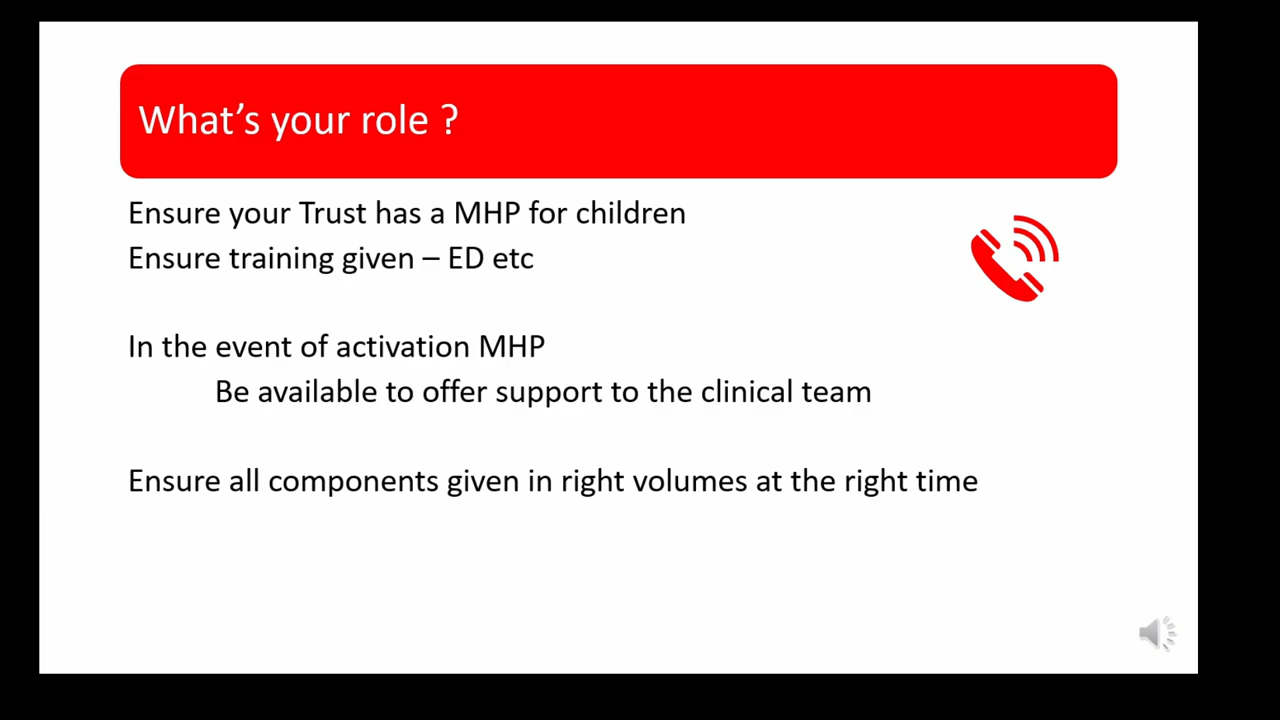 What’s your role ?
Ensure your Trust has a MHP for children
Ensure training given – ED etc
In the event of activation MHP
Be available to offer support to the clinical team
Ensure all components given in right volumes at the right time